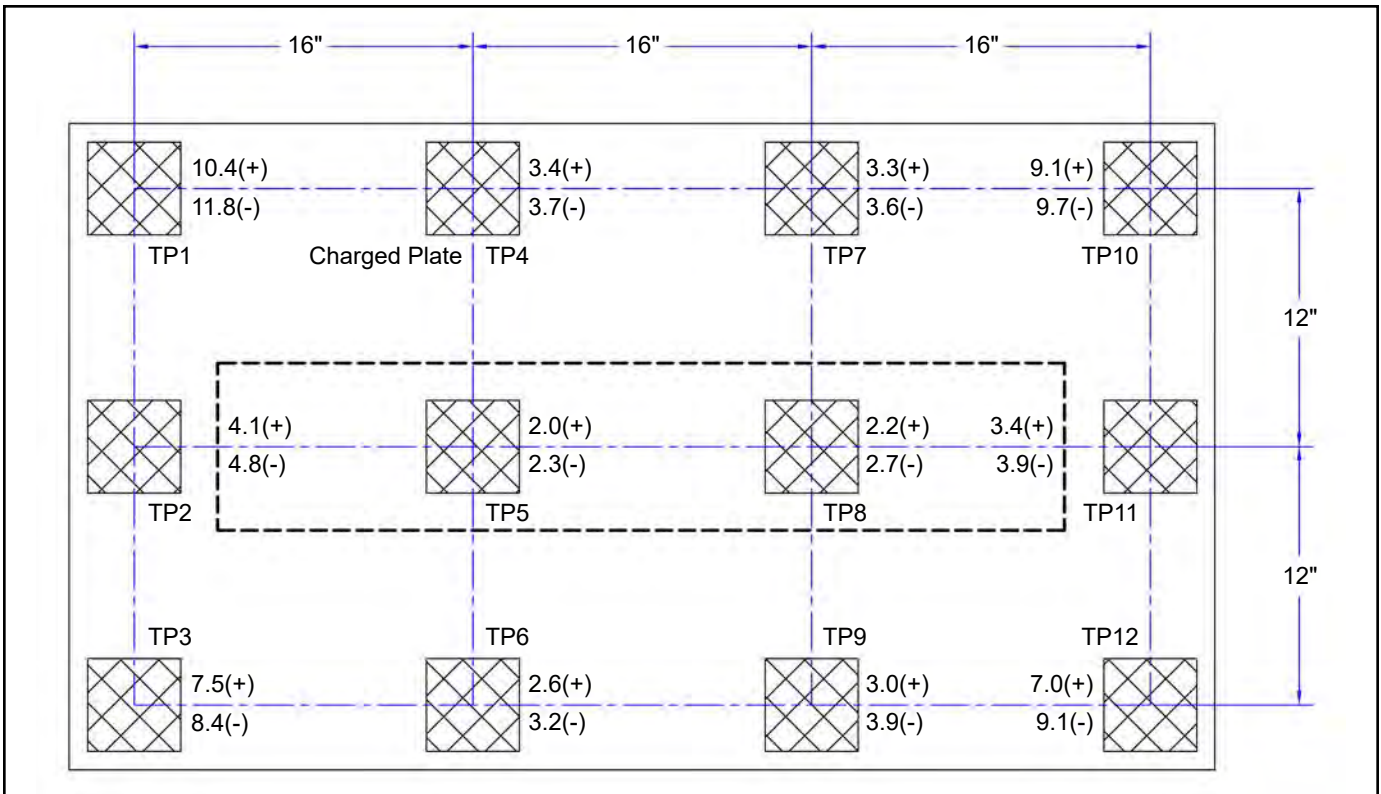 16" 16" 16"
10.4(+) 3.4(+) 3.3(+) 9.1(+)
11.8(-) 3.7(-) 3.6(-) 9.7(-)
TP1 Charged Plate TP4 TP7 TP10
12"
4.1(+) 2.0(+) 2.2(+) 3.4(+)
4.8(-) 2.3(-) 2.7(-) 3.9(-)
TP2 TP5 TP8 TP11
12"
TP3 TP6 TP9 TP12
7.5(+) 2.6(+) 3.0(+) 7.0(+)
8.4(-) 3.2(-) 3.9(-) 9.1(-)